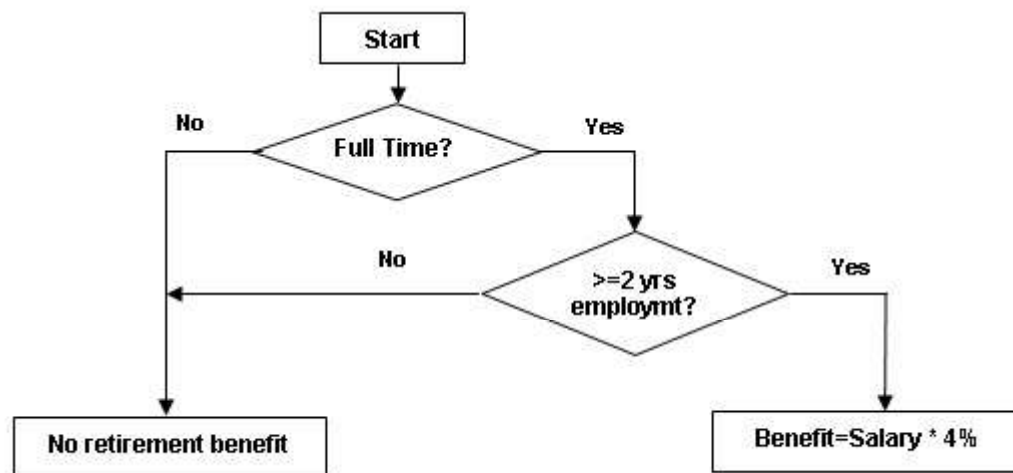 Start
No
Yes
Full Time?
No
Yes
>=2 yrs
employmt?
No retirement benefit
Benefit=Salary * 4%